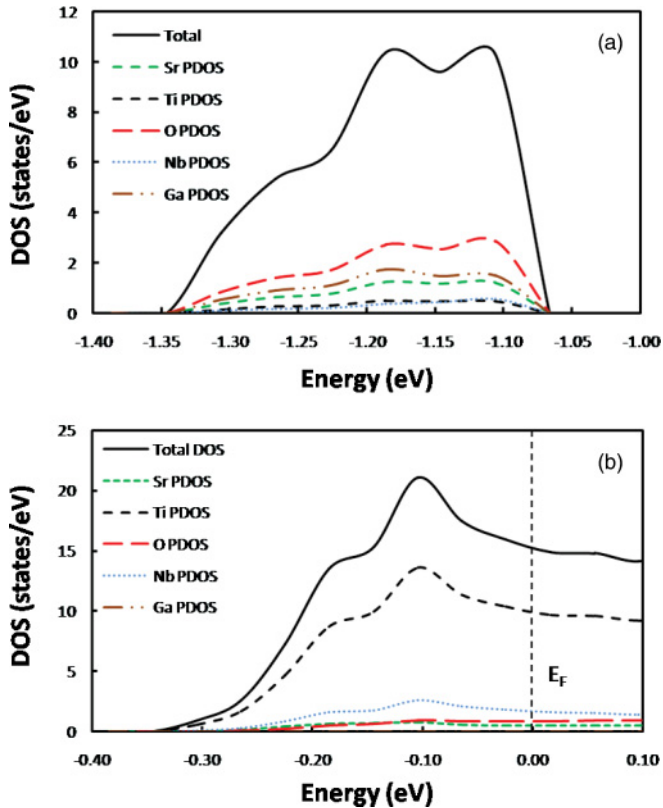 12
10
8
6
4
2
0
DOS (states/eV)
Total
Sr PDOS
Ti PDOS
O PDOS
Nb PDOS
Ga PDOS
(a)
-1.40 -1.35 -1.30 -1.25 -1.20 -1.15 -1.10 -1.05 -1.00
Energy (eV)
25
20
15
10
5
0
DOS (states/eV)
Total DOS
Sr PDOS
Ti PDOS
O PDOS
Nb PDOS
Ga PDOS
(b)
EF
-0.40 -0.30 -0.20 -0.10 0.00 0.10
Energy (eV)